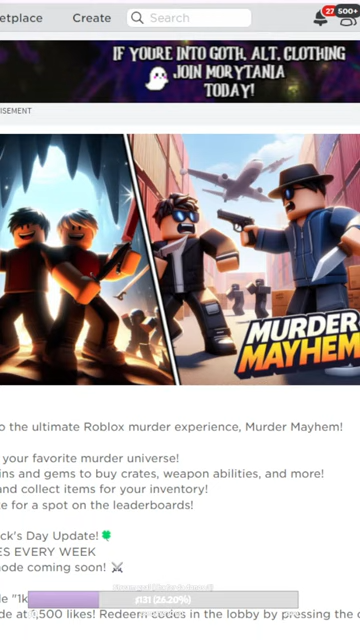 etplace Create Search 27 500+
IF YOURE INTO GOTH, ALT, CLOTHING
JOIN MORYTANIA
TODAY!
ISEMENT
MURDER
MAYHEM
o the ultimate Roblox murder experience, Murder Mayhem!
your favorite murder universe!
ins and gems to buy crates, weapon abilities, and more!
and collect items for your inventory!
e for a spot on the leaderboards!
ck's Day Update!🍀
ES EVERY WEEK
node coming soon! ⚔
le "1k
(26.20%)
de at 1,500 likes! Redeem codes in the lobby by pressing the c